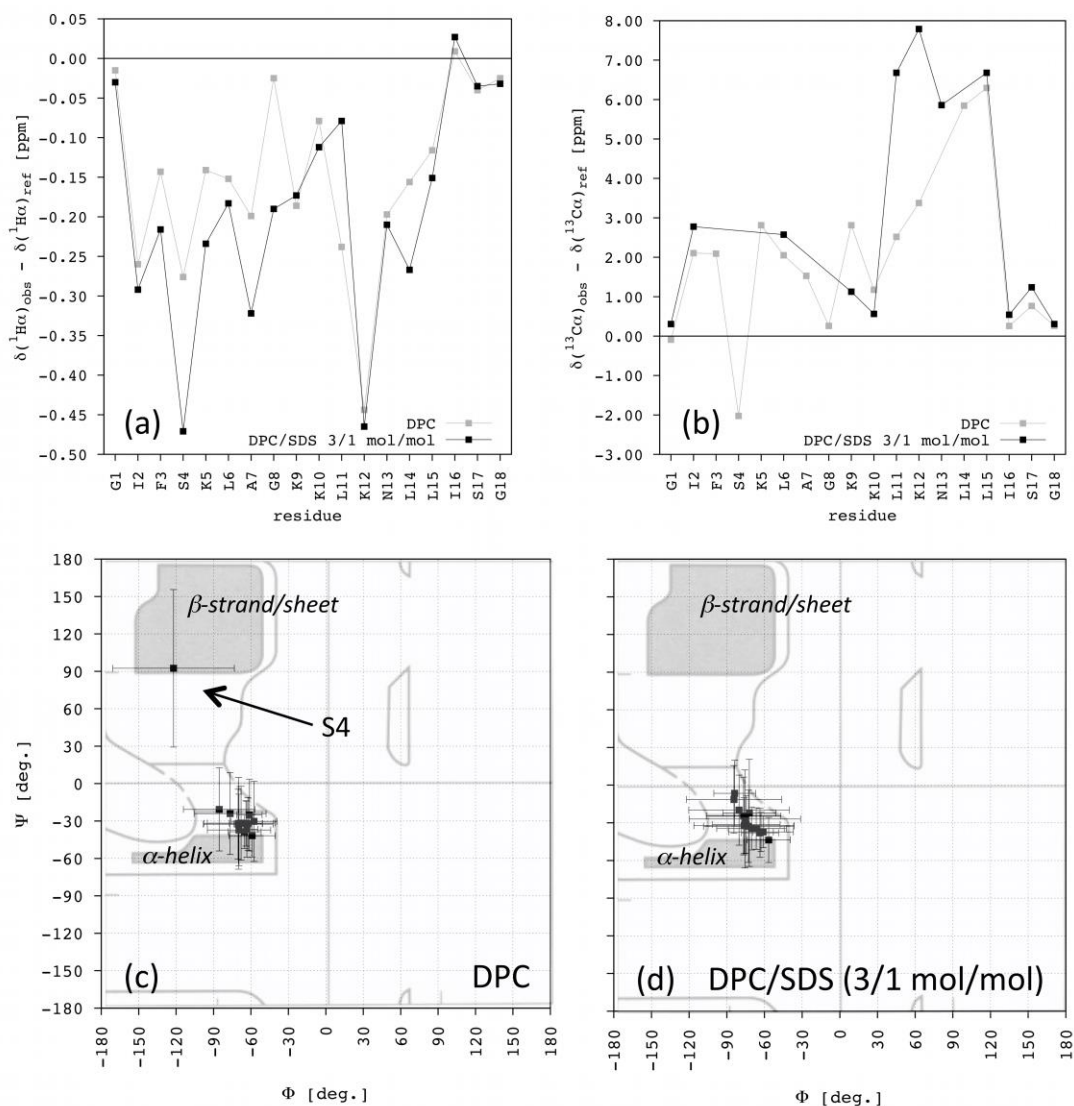 0.05
0.00
-0.05
-0.10
-0.15
-0.20
-0.25
-0.30
-0.35
-0.40
-0.45
-0.50
δ(¹Hα)obs − δ(¹Hα)ref [ppm]
(a)
DPC
DPC/SDS 3/1 mol/mol
G1 I2 F3 S4 K5 L6 A7 G8 K9 K10 L11 K12 N13 L14 L15 I16 S17 G18
residue
8.00
7.00
6.00
5.00
4.00
3.00
2.00
1.00
0.00
-1.00
-2.00
-3.00
δ(¹³Cα)obs − δ(¹³Cα)ref [ppm]
(b)
DPC
DPC/SDS 3/1 mol/mol
G1 I2 F3 S4 K5 L6 A7 G8 K9 K10 L11 K12 N13 L14 L15 I16 S17 G18
residue
180
150
120
90
60
30
0
-30
-60
-90
-120
-150
-180
Ψ [deg.]
β-strand/sheet
S4
α-helix
(c)
DPC
-180 -150 -120 -90 -60 -30 0 30 60 90 120 150 180
Φ [deg.]
β-strand/sheet
α-helix
(d)
DPC/SDS (3/1 mol/mol)
-180 -150 -120 -90 -60 -30 0 30 60 90 120 150 180
Φ [deg.]